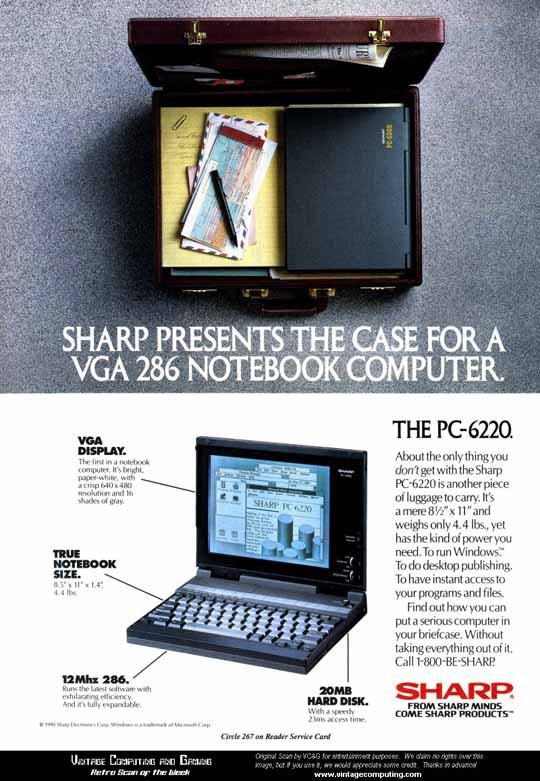 SHARP
PC-6220
SHARP PRESENTS THE CASE FOR A
VGA 286 NOTEBOOK COMPUTER.
VGA
DISPLAY.
The first in a notebook
computer. It's bright,
paper-white, with
a crisp 640 x 480
resolution and 16
shades of gray.
TRUE
NOTEBOOK
SIZE.
8.5" x 11" x 1.4",
4.4 lbs.
SHARP
SHARP PC 6220
12Mhz 286.
Runs the latest software with
exhilarating efficiency.
And it's fully expandable.
20MB
HARD DISK.
With a speedy
23ms access time.
THE PC-6220.
About the only thing you
don't get with the Sharp
PC-6220 is another piece
of luggage to carry. It's
a mere 8½" x 11" and
weighs only 4.4 lbs., yet
has the kind of power you
need. To run Windows.™
To do desktop publishing.
To have instant access to
your programs and files.
Find out how you can
put a serious computer in
your briefcase. Without
taking everything out of it.
Call 1-800-BE-SHARP.
SHARP®
FROM SHARP MINDS
COME SHARP PRODUCTS™
© 1990 Sharp Electronics Corp. Windows is a trademark of Microsoft Corp.
Circle 267 on Reader Service Card
Vintage Computing and Gaming
Retro Scan of the Week
Original Scan by VC&G for entertainment purposes. We claim no rights over this
image, but if you use it, we would appreciate some credit. Thanks in advance!
www.vintagecomputing.com